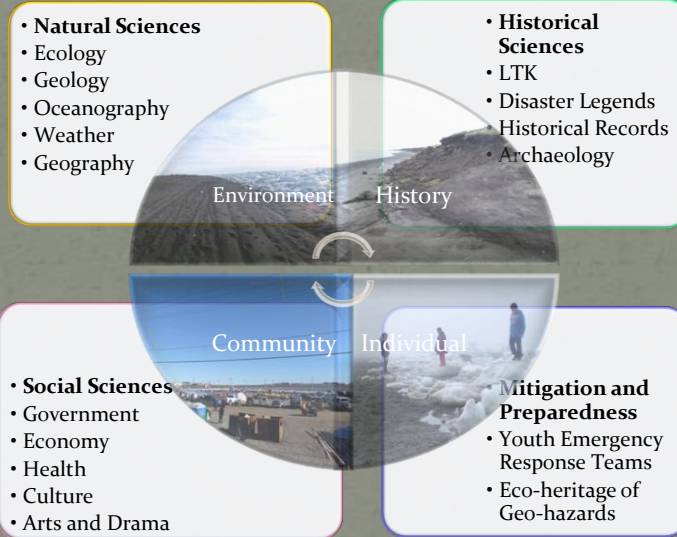 • Natural Sciences
• Ecology
• Geology
• Oceanography
• Weather
• Geography
• Historical
Sciences
• LTK
• Disaster Legends
• Historical Records
• Archaeology
Environment
History
Community
Individual
• Social Sciences
• Government
• Economy
• Health
• Culture
• Arts and Drama
• Mitigation and
Preparedness
• Youth Emergency
Response Teams
• Eco-heritage of
Geo-hazards